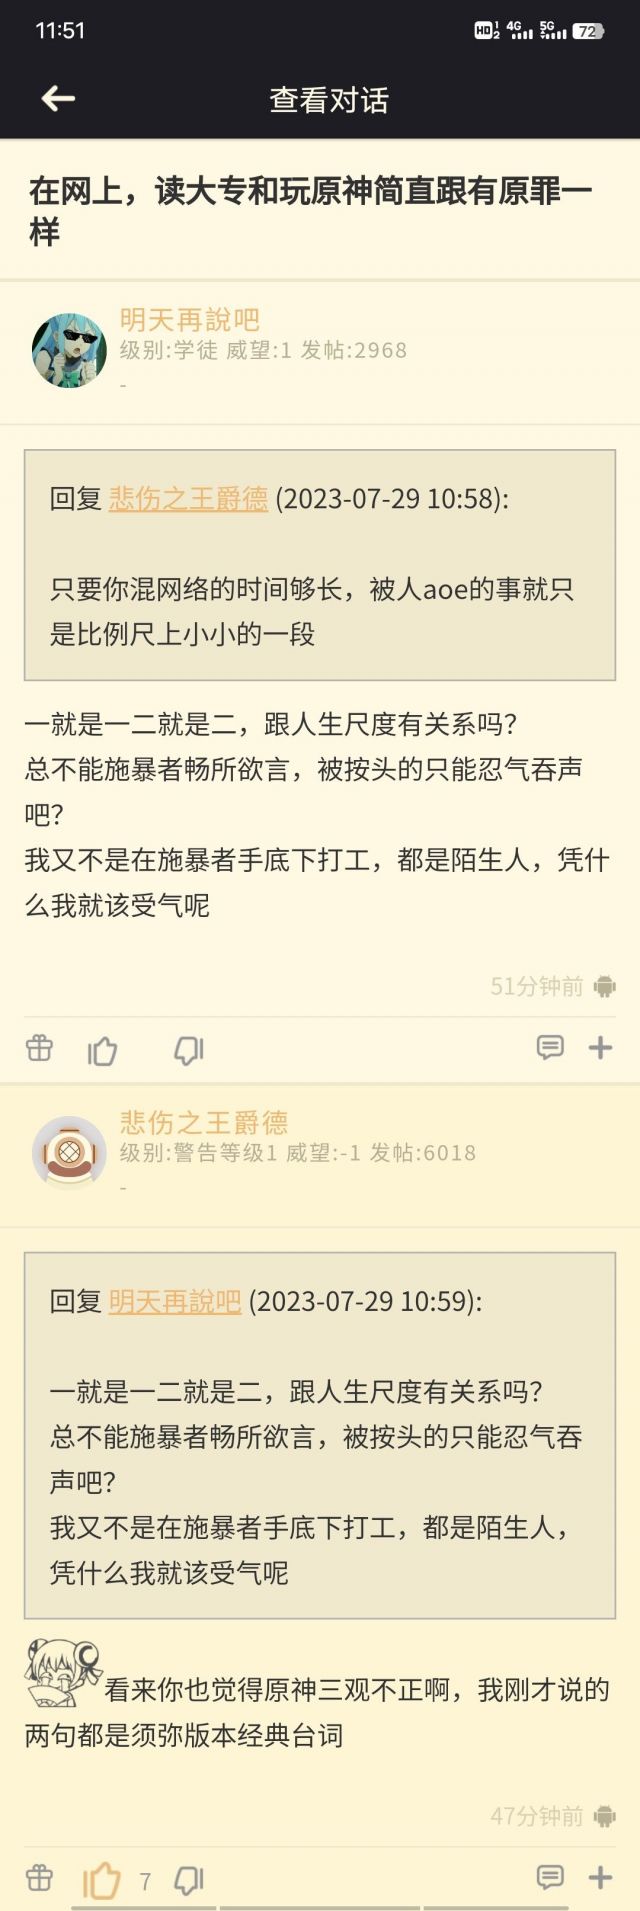 11:51
HD 1 2 4G 5G 72
查看对话
在网上，读大专和玩原神简直跟有原罪一
样
明天再說吧
级别:学徒 威望:1 发帖:2968
-
回复 悲伤之王爵德 (2023-07-29 10:58):
只要你混网络的时间够长，被人aoe的事就只
是比例尺上小小的一段
一就是一二就是二，跟人生尺度有关系吗?
总不能施暴者畅所欲言，被按头的只能忍气吞声
吧?
我又不是在施暴者手底下打工，都是陌生人，凭什
么我就该受气呢
51分钟前
悲伤之王爵德
级别:警告等级1 威望:-1 发帖:6018
-
回复 明天再說吧 (2023-07-29 10:59):
一就是一二就是二，跟人生尺度有关系吗?
总不能施暴者畅所欲言，被按头的只能忍气吞
声吧?
我又不是在施暴者手底下打工，都是陌生人，
凭什么我就该受气呢
看来你也觉得原神三观不正啊，我刚才说的
两句都是须弥版本经典台词
47分钟前
7